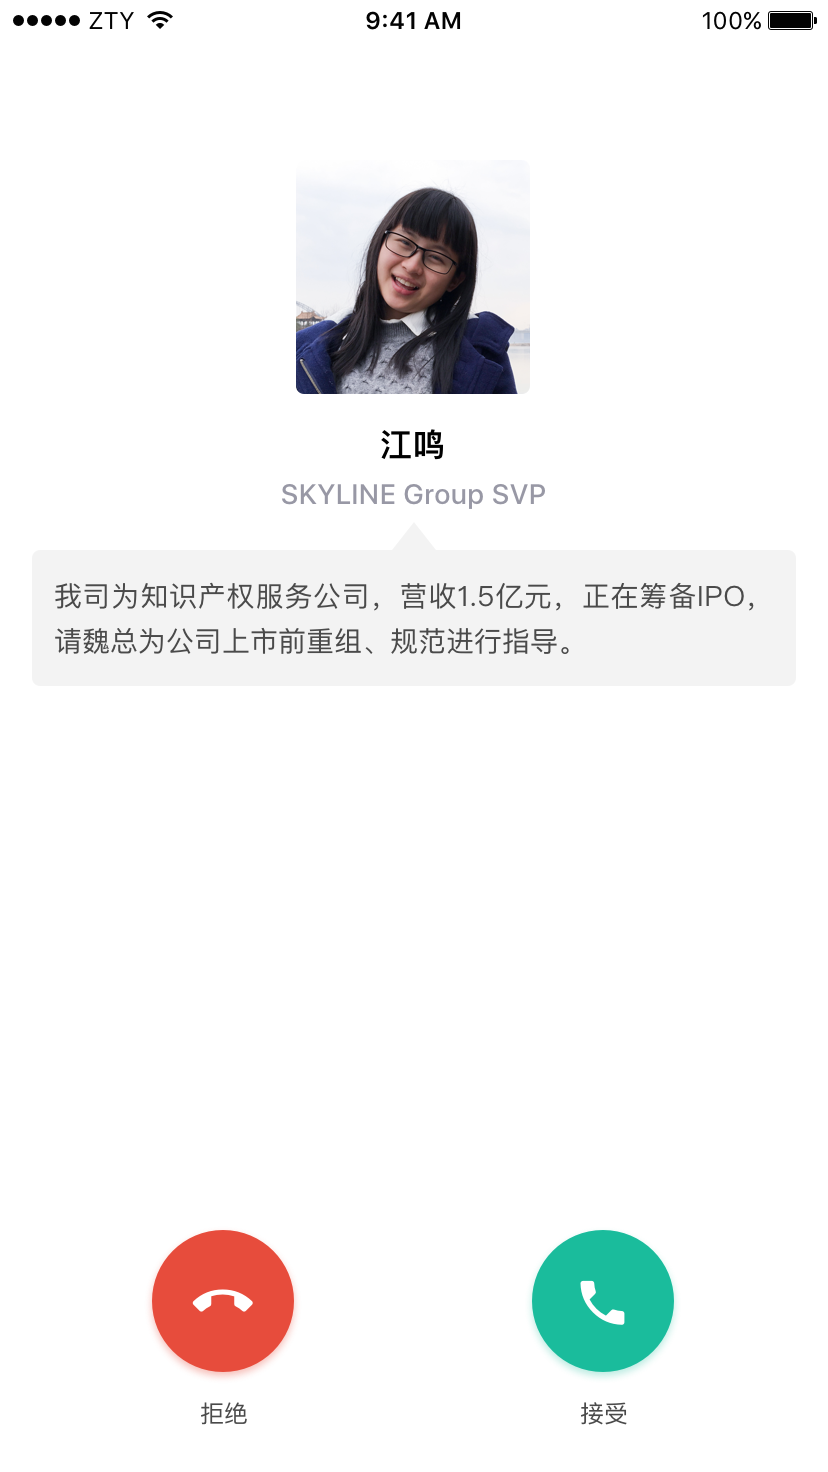 ZTY 9:41 AM 100%
江鸣
SKYLINE Group SVP
我司为知识产权服务公司，营收1.5亿元，正在筹备IPO，
请魏总为公司上市前重组、规范进行指导。
拒绝 接受